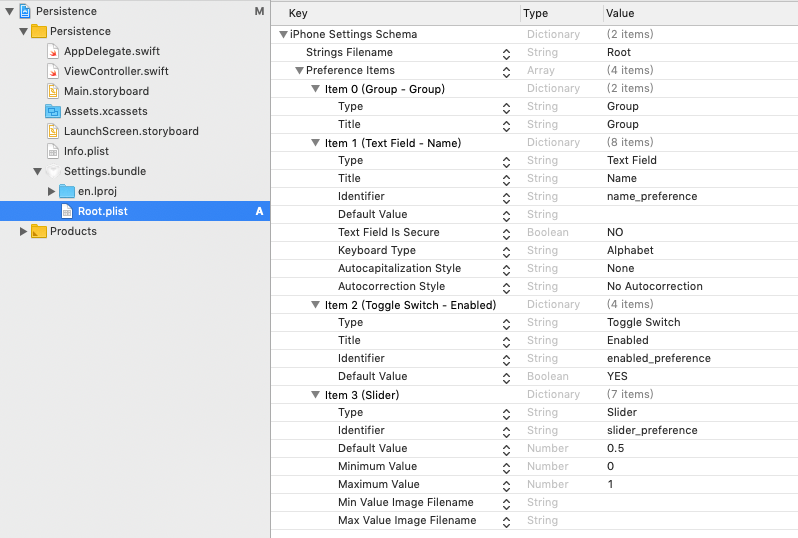 Persistence M
Persistence
AppDelegate.swift
ViewController.swift
Main.storyboard
Assets.xcassets
LaunchScreen.storyboard
Info.plist
Settings.bundle
en.lproj
Root.plist A
Products
Key Type Value
iPhone Settings Schema Dictionary (2 items)
Strings Filename String Root
Preference Items Array (4 items)
Item 0 (Group - Group) Dictionary (2 items)
Type String Group
Title String Group
Item 1 (Text Field - Name) Dictionary (8 items)
Type String Text Field
Title String Name
Identifier String name_preference
Default Value String
Text Field Is Secure Boolean NO
Keyboard Type String Alphabet
Autocapitalization Style String None
Autocorrection Style String No Autocorrection
Item 2 (Toggle Switch - Enabled) Dictionary (4 items)
Type String Toggle Switch
Title String Enabled
Identifier String enabled_preference
Default Value Boolean YES
Item 3 (Slider) Dictionary (7 items)
Type String Slider
Identifier String slider_preference
Default Value Number 0.5
Minimum Value Number 0
Maximum Value Number 1
Min Value Image Filename String
Max Value Image Filename String